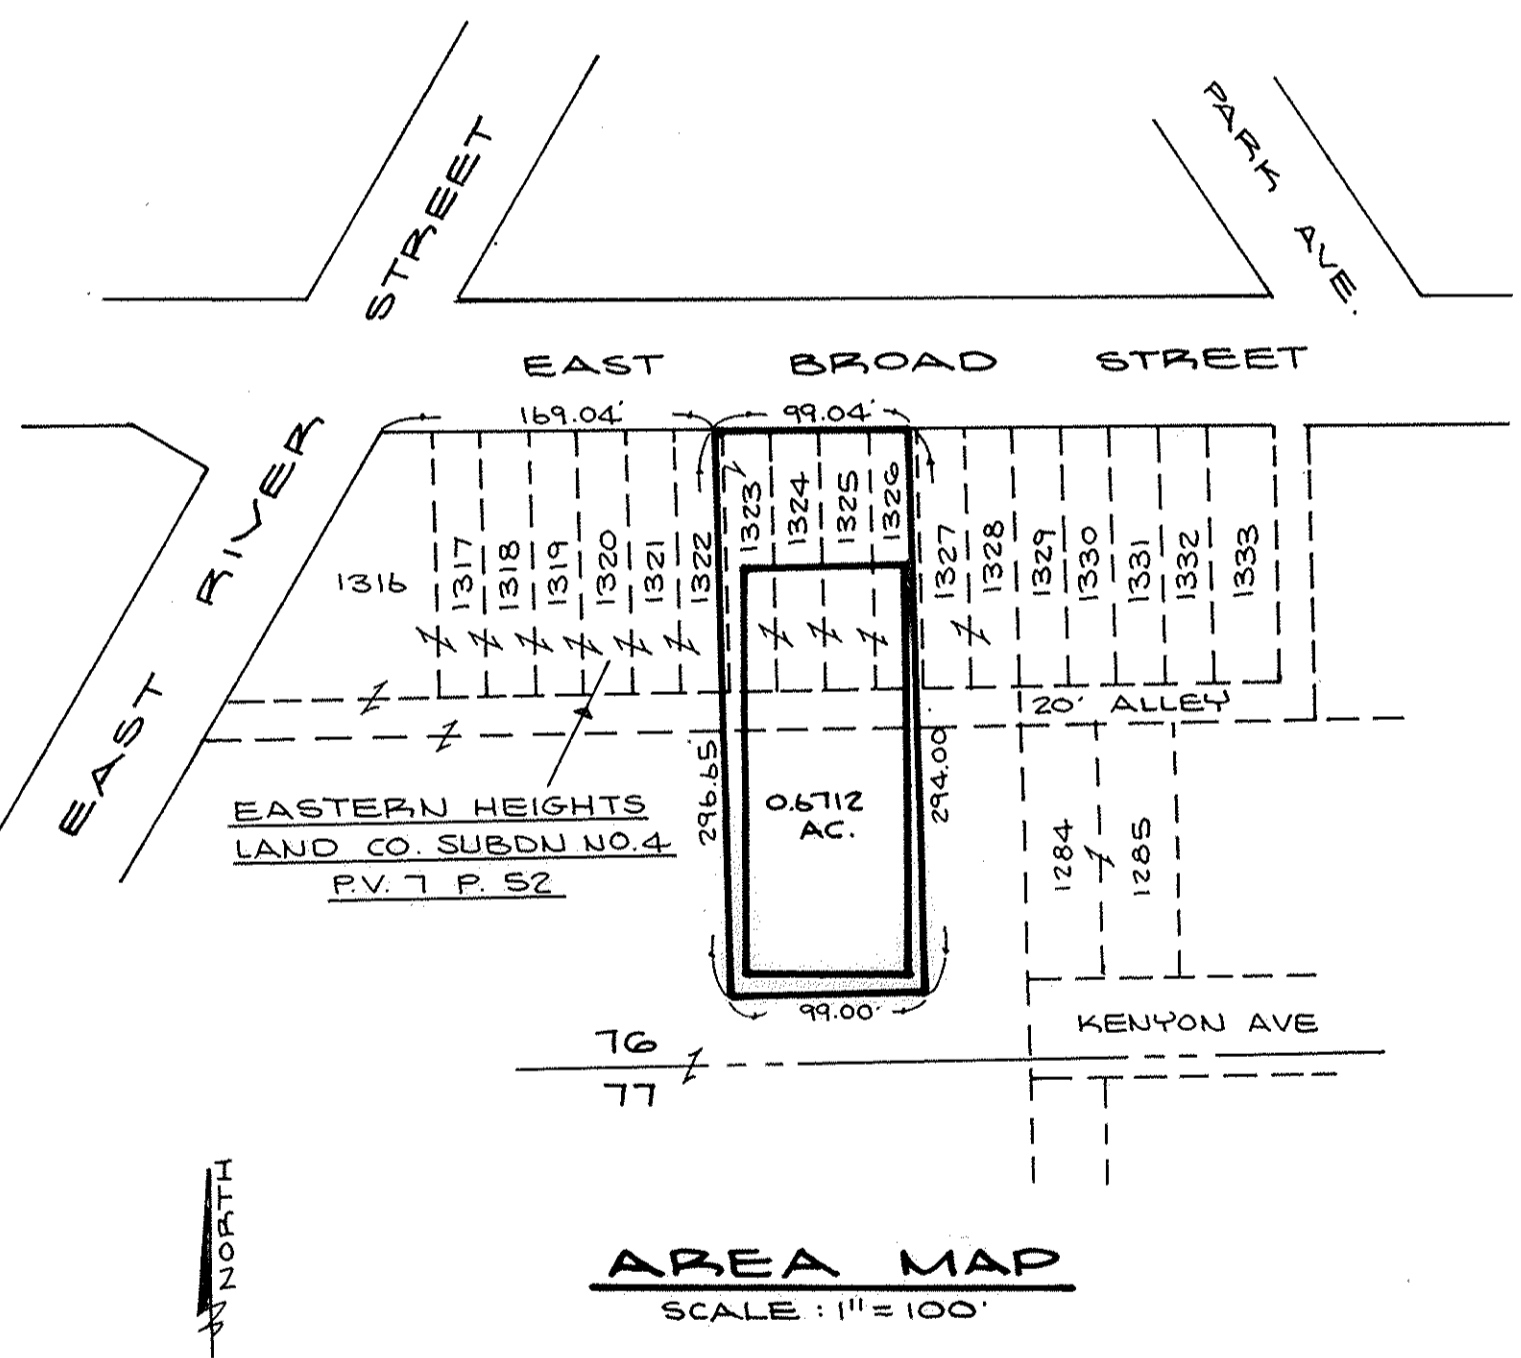 PARK AVE.
EAST RIVER STREET
EAST BROAD STREET
169.04'
99.04'
1316
1317
1318
1319
1320
1321
1322
1323
1324
1325
1326
1327
1328
1329
1330
1331
1332
1333
20' ALLEY
296.65'
0.6712
AC.
294.00
EASTERN HEIGHTS
LAND CO. SUBDN NO.4
P.V. 7 P. 52
1284
1285
99.00'
KENYON AVE
76
77
NORTH
AREA MAP
SCALE : 1" = 100'